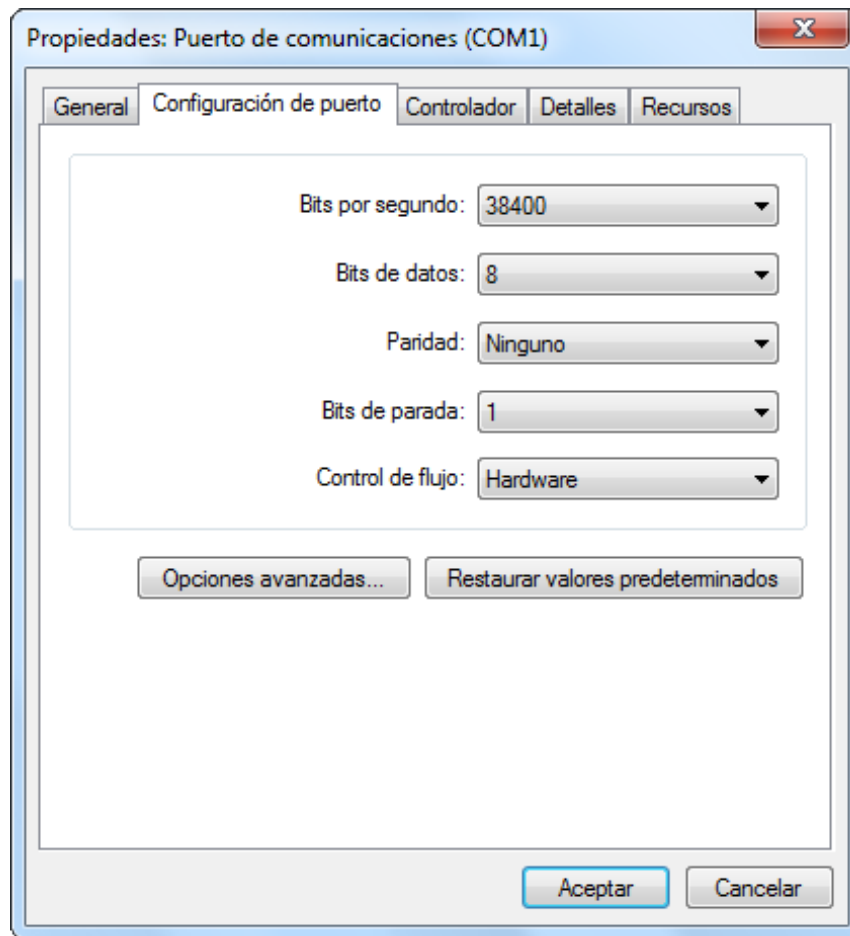 Propiedades: Puerto de comunicaciones (COM1)
General Configuración de puerto Controlador Detalles Recursos
Bits por segundo: 38400
Bits de datos: 8
Paridad: Ninguno
Bits de parada: 1
Control de flujo: Hardware
Opciones avanzadas... Restaurar valores predeterminados
Aceptar Cancelar